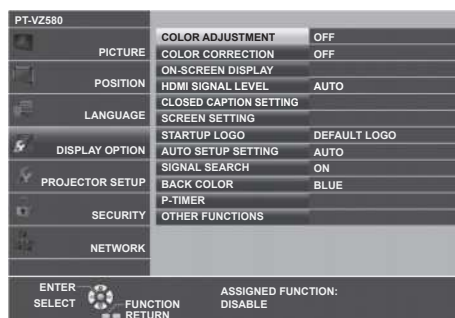 PT-VZ580
PICTURE
POSITION
LANGUAGE
DISPLAY OPTION
PROJECTOR SETUP
SECURITY
NETWORK
COLOR ADJUSTMENT OFF
COLOR CORRECTION OFF
ON-SCREEN DISPLAY
HDMI SIGNAL LEVEL AUTO
CLOSED CAPTION SETTING
SCREEN SETTING
STARTUP LOGO DEFAULT LOGO
AUTO SETUP SETTING AUTO
SIGNAL SEARCH ON
BACK COLOR BLUE
P-TIMER
OTHER FUNCTIONS
ENTER
SELECT
FUNCTION
RETURN
ASSIGNED FUNCTION:
DISABLE